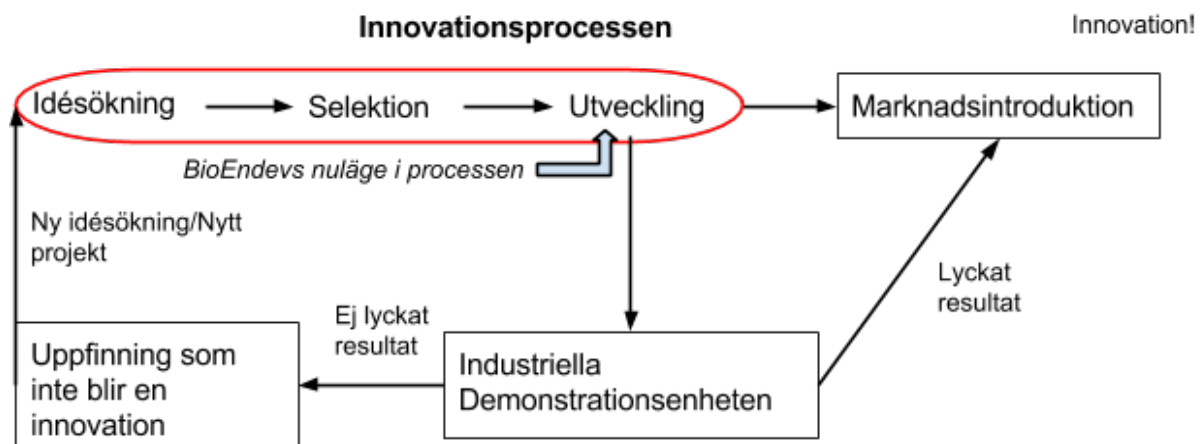 Innovationsprocessen
Innovation!
Idésökning
Selektion
Utveckling
Marknadsintroduktion
BioEndevs nuläge i processen
Ny idésökning/Nytt
projekt
Lyckat
resultat
Ej lyckat
resultat
Uppfinning som
inte blir en
innovation
Industriella
Demonstrationsenheten